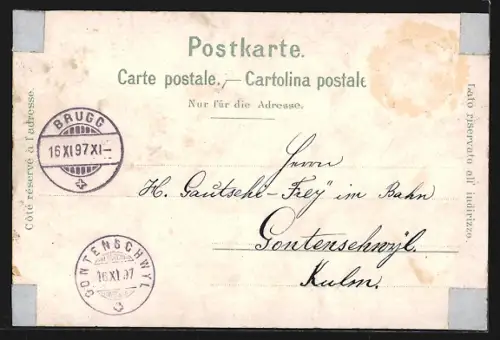 Postkarte.
Carte postale. — Cartolina postale
Nur für die Adresse.
Côté réservé à l'adresse.
Lato riservato all'indirizzo.
BRUGG
16 XI 97 XI–
Herrn
H. Gautschi-Frey im Bahn
Gontenschwyl.
Kulm.
GONTENSCHWYL
16 XI 97